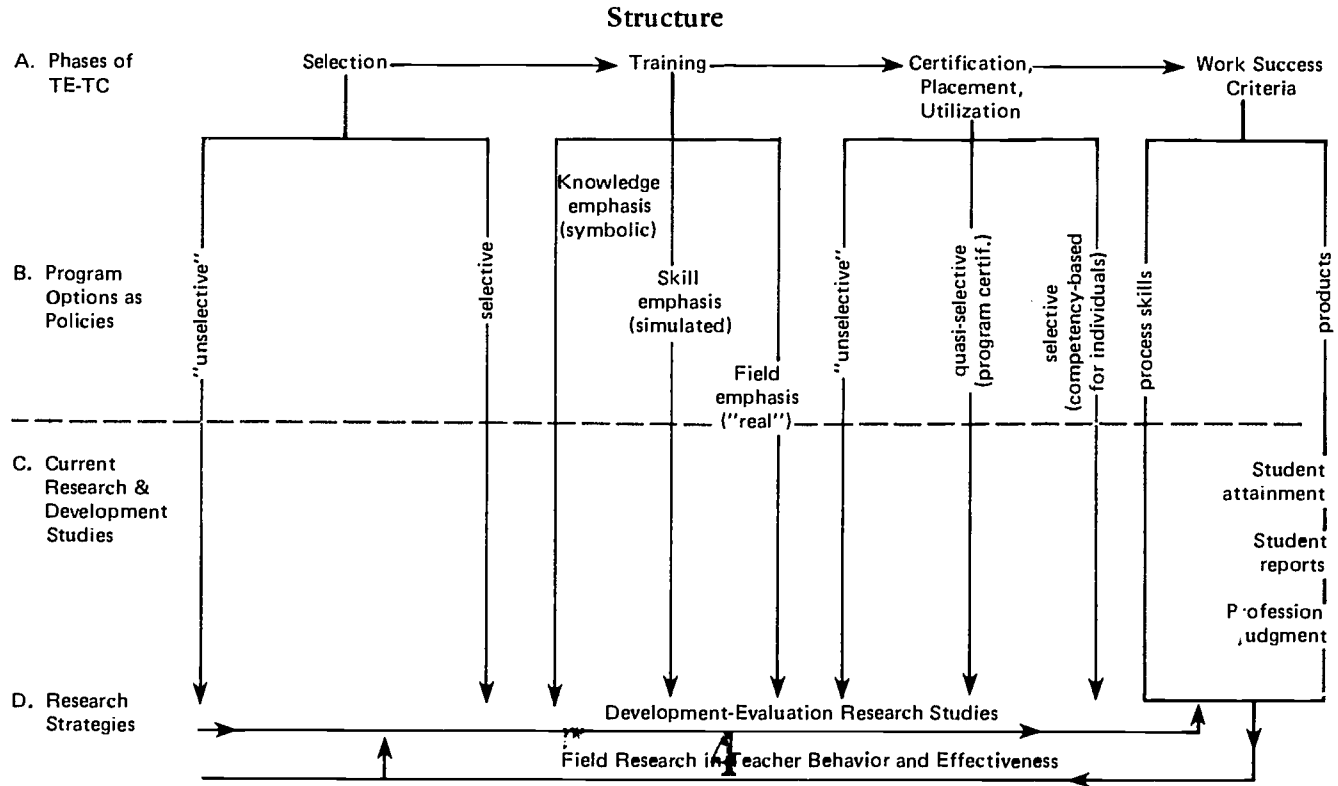 Structure
A. Phases of
TE-TC
Selection
Training
Certification,
Placement,
Utilization
Work Success
Criteria
B. Program
Options as
Policies
"unselective"
selective
Knowledge
emphasis
(symbolic)
Skill
emphasis
(simulated)
Field
emphasis
("real")
"unselective"
quasi-selective
(program certif.)
selective
(competency-based
for individuals)
process skills
products
C. Current
Research &
Development
Studies
Student
attainment
Student
reports
D. Research
Strategies
Development-Evaluation Research Studies
Field Research in Teacher Behavior and Effectiveness